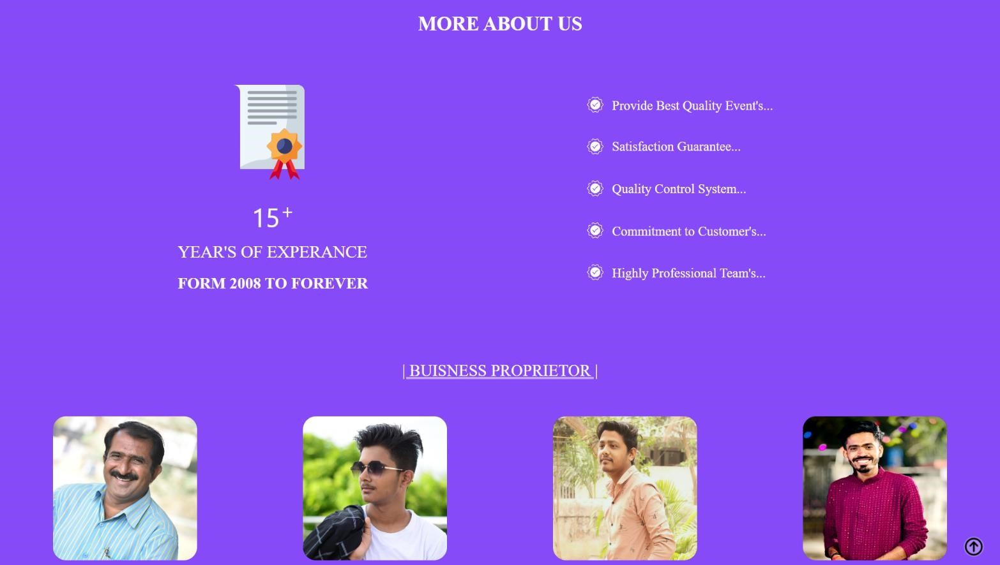 MORE ABOUT US
15+
YEAR'S OF EXPERANCE
FORM 2008 TO FOREVER
Provide Best Quality Event's...
Satisfaction Guarantee...
Quality Control System...
Commitment to Customer's...
Highly Professional Team's...
| BUISNESS PROPRIETOR |